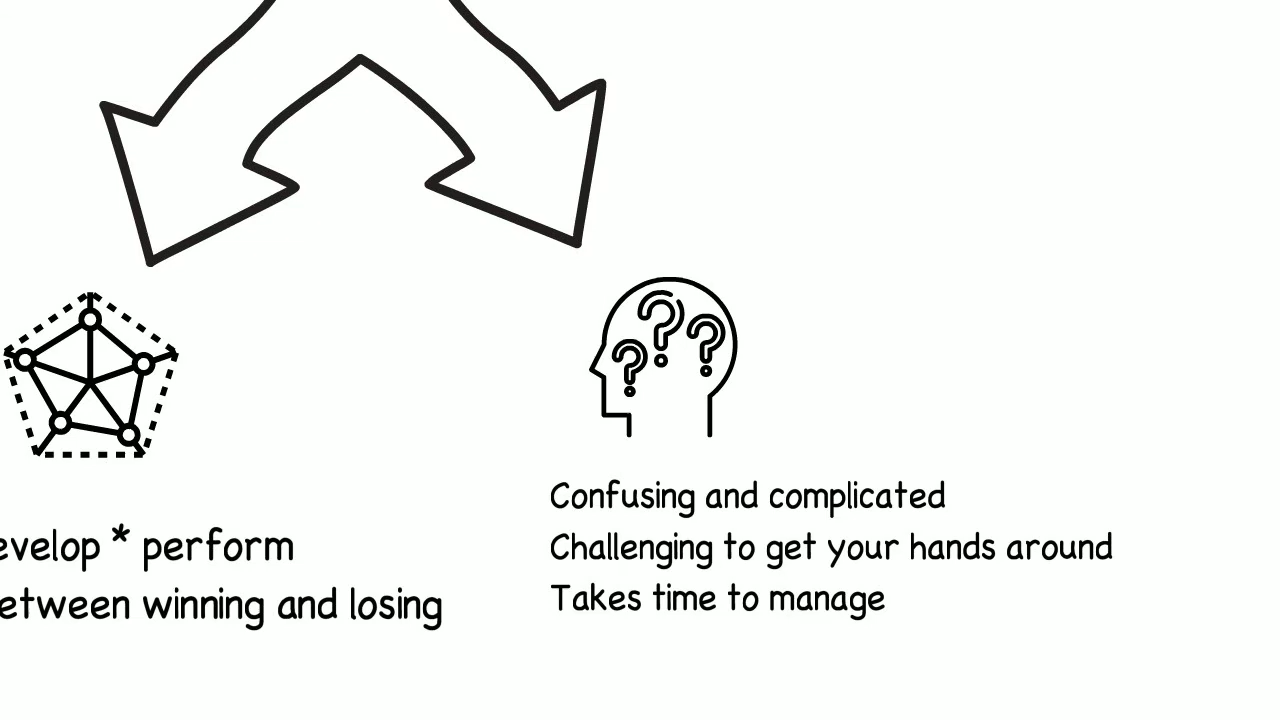 evelop * perform
etween winning and losing
Confusing and complicated
Challenging to get your hands around
Takes time to manage